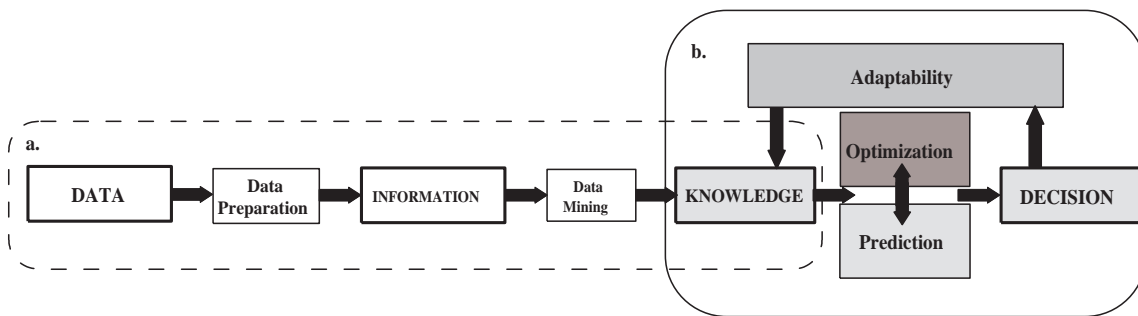 b.
Adaptability
a.
Optimization
DATA
Data
Preparation
INFORMATION
Data
Mining
KNOWLEDGE
DECISION
Prediction